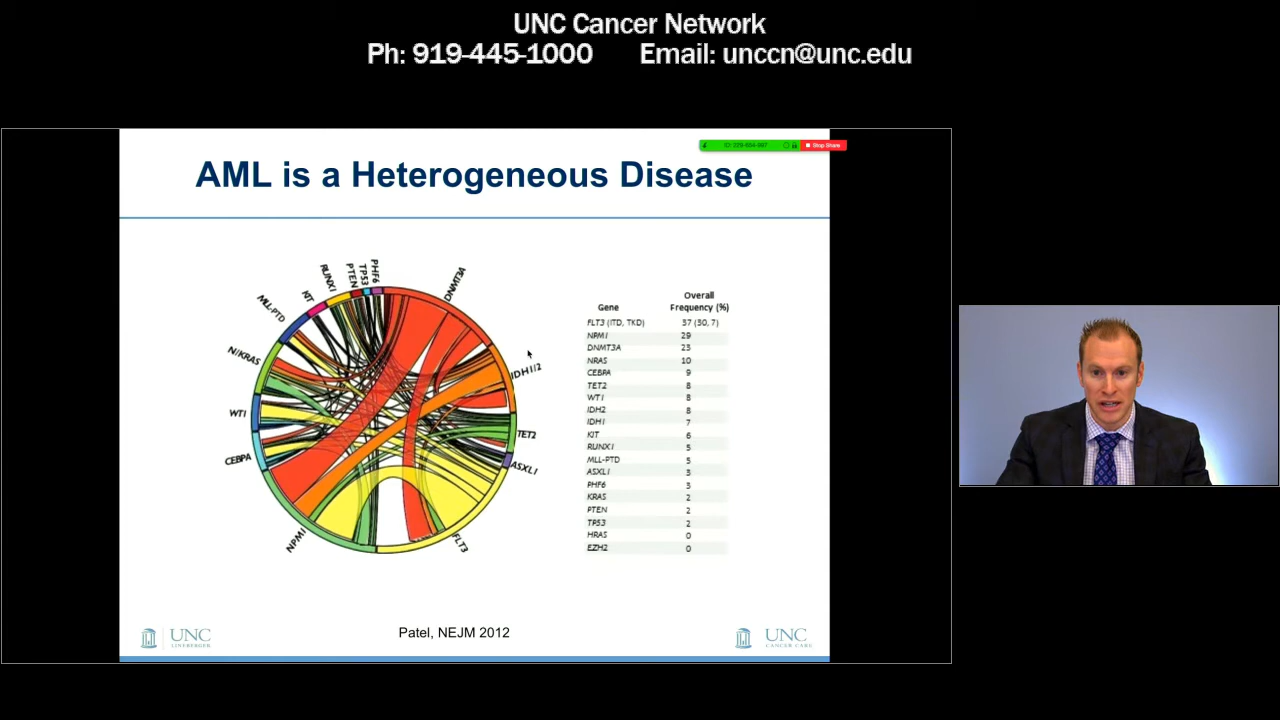 UNC Cancer Network
Ph: 919-445-1000 Email: unccn@unc.edu
Stop Share
AML is a Heterogeneous Disease
PHF6
TP53
PTEN
RUNX1
KIT
MLL-PTD
N/KRAS
WT1
CEBPA
NPM1
FLT3
ASXL1
TET2
IDH1/2
DNMT3A
Overall
Gene Frequency (%)
FLT3 (ITD, TKD) 37 (30, 7)
NPM1 29
DNMT3A 23
NRAS 10
CEBPA 9
TET2 8
WT1 8
IDH2 8
IDH1 7
KIT 6
RUNX1 5
MLL-PTD 5
ASXL1 3
PHF6 3
KRAS 2
PTEN 2
TP53 2
HRAS 0
EZH2 0
Patel, NEJM 2012
UNC
LINEBERGER
UNC
CANCER CARE